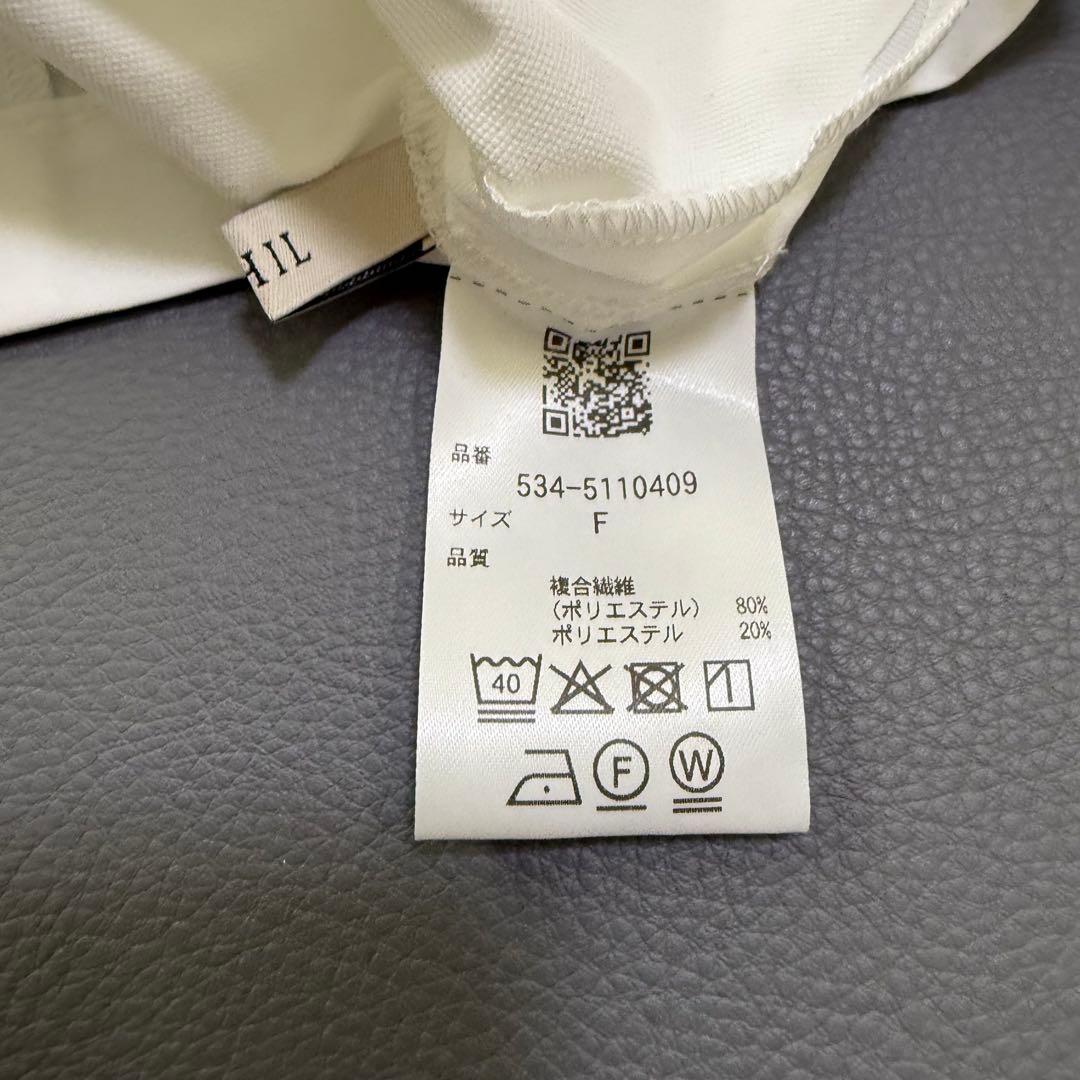 HIL
品番
534-5110409
サイズ F
品質
複合繊維
(ポリエステル) 80%
ポリエステル 20%
40
F W